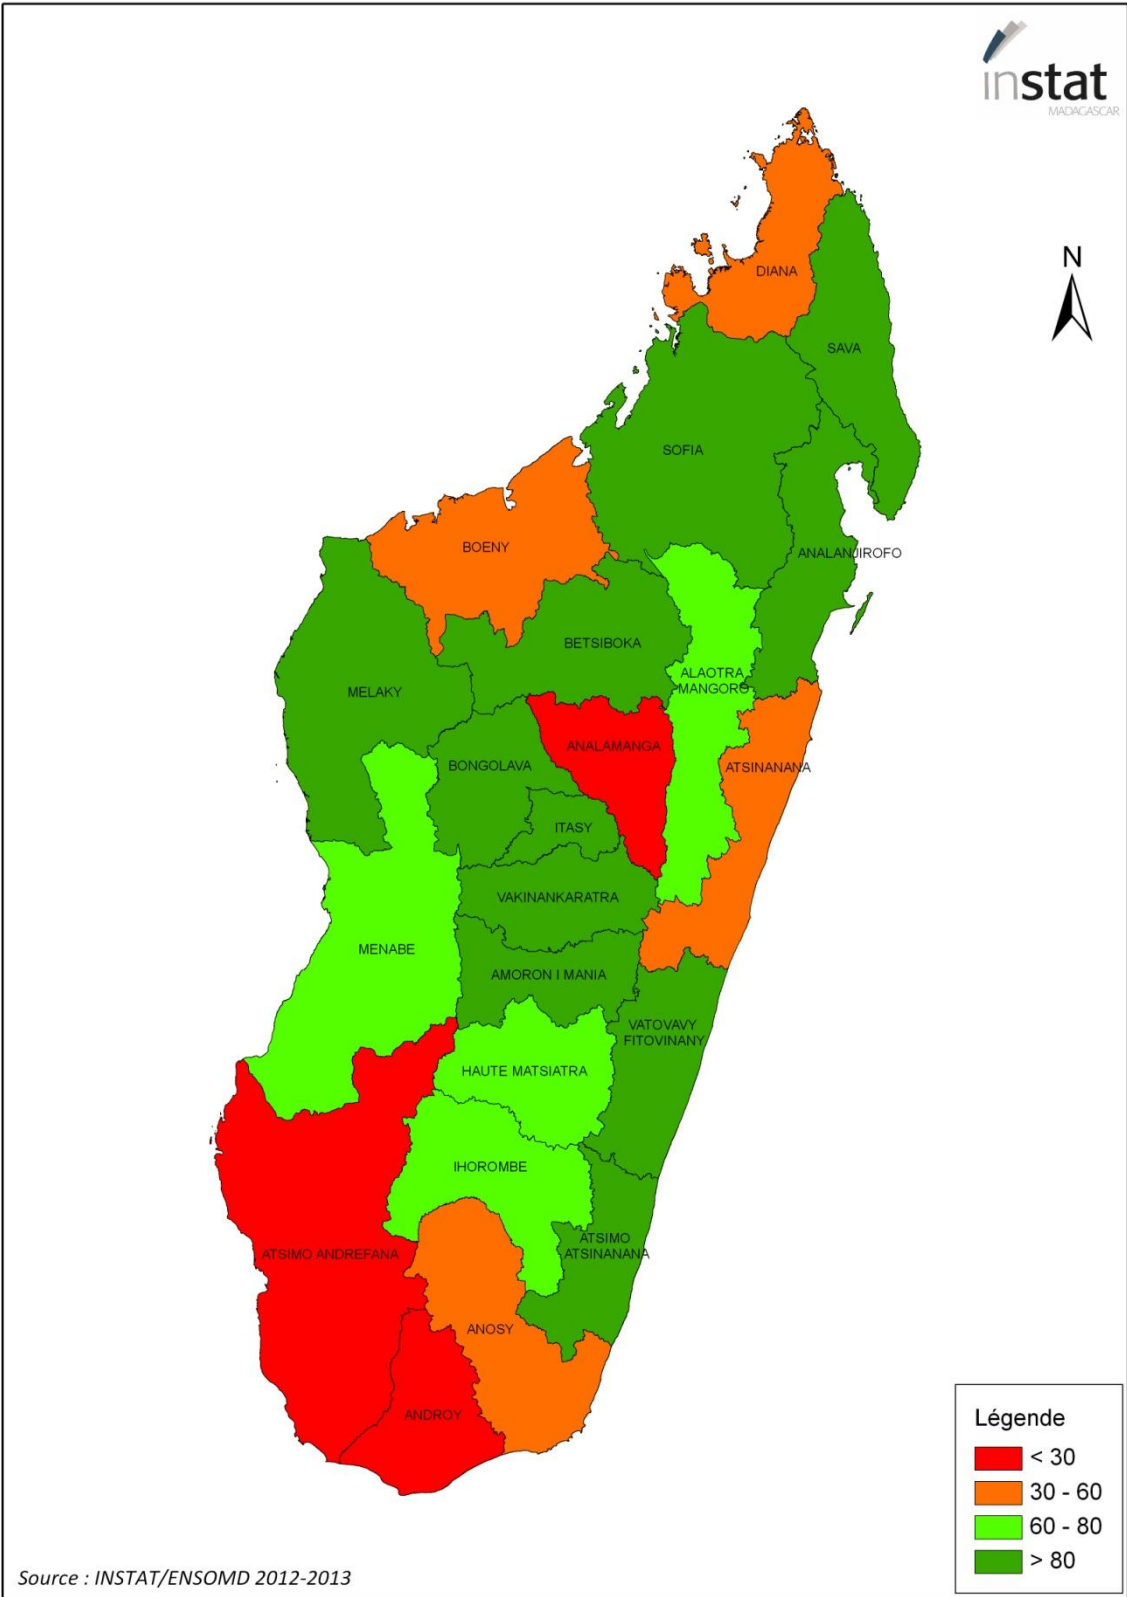 instat
MADAGASCAR
N
DIANA
SAVA
SOFIA
BOENY
ANALANJIROFO
BETSIBOKA
ALAOTRA
MANGORO
MELAKY
ANALAMANGA
BONGOLAVA
ATSINANANA
ITASY
VAKINANKARATRA
MENABE
AMORON I MANIA
VATOVAVY
FITOVINANY
HAUTE MATSIATRA
IHOROMBE
ATSIMO
ATSINANANA
ATSIMO ANDREFANA
ANOSY
ANDROY
Légende
< 30
30 - 60
60 - 80
> 80
Source : INSTAT/ENSOMD 2012-2013